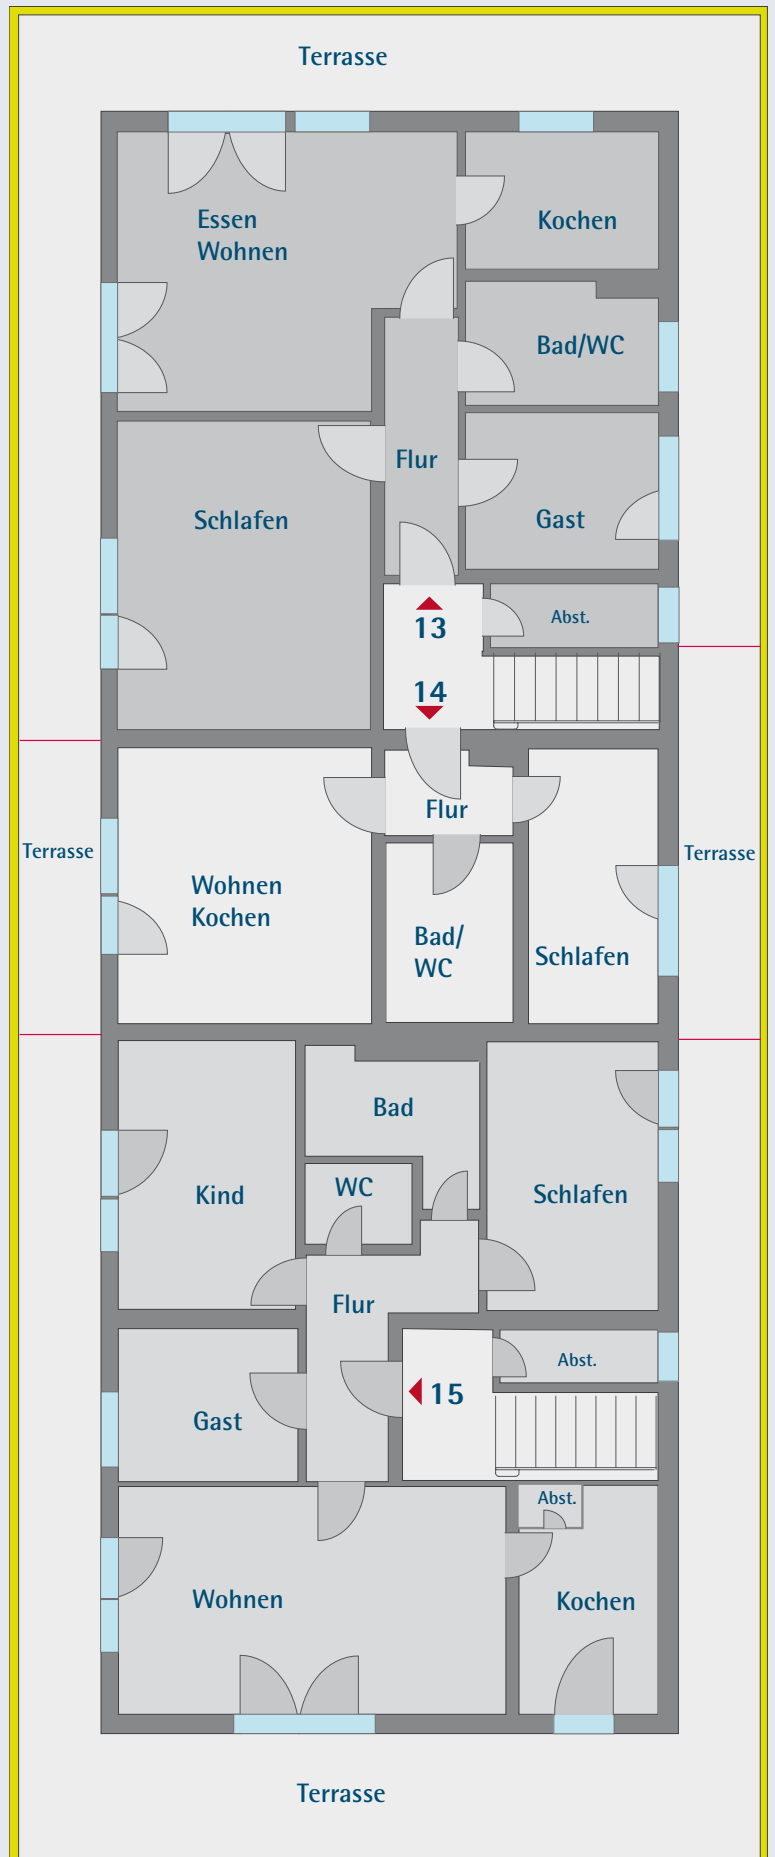 Terrasse
Essen
Wohnen
Kochen
Bad/WC
Flur
Schlafen
Gast
Abst.
13
14
Flur
Terrasse
Terrasse
Wohnen
Kochen
Bad/
WC
Schlafen
Bad
Kind
WC
Schlafen
Flur
Abst.
15
Gast
Abst.
Wohnen
Kochen
Terrasse